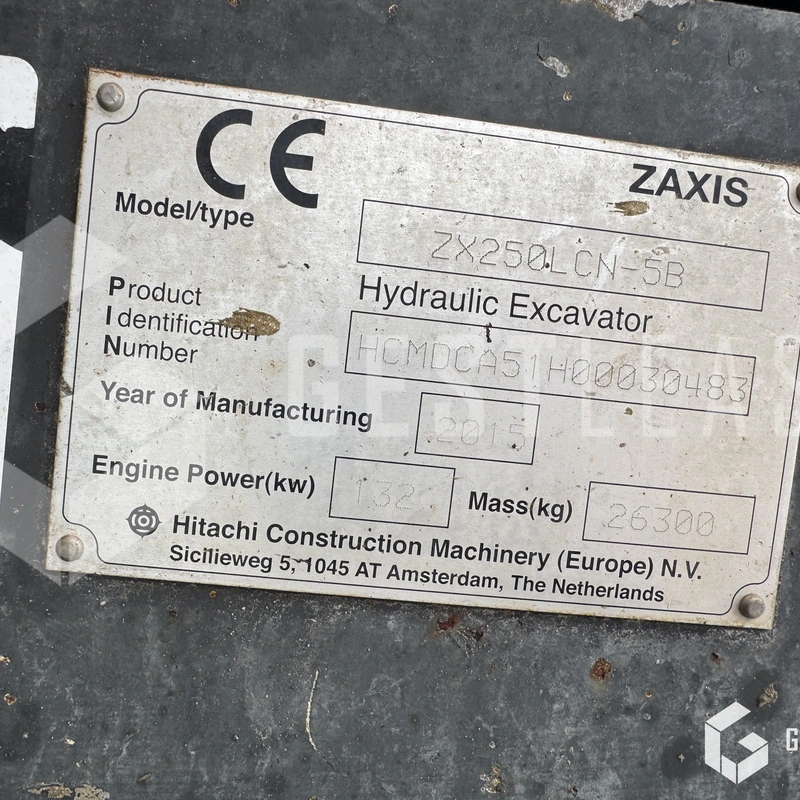 CE
ZAXIS
Model/type ZX250LCN-5B
Hydraulic Excavator
Product
Identification
Number
HCMDCA51H00030483
Year of Manufacturing 2015
Engine Power(kw) 132 Mass(kg) 26300
Hitachi Construction Machinery (Europe) N.V.
Sicilieweg 5, 1045 AT Amsterdam, The Netherlands